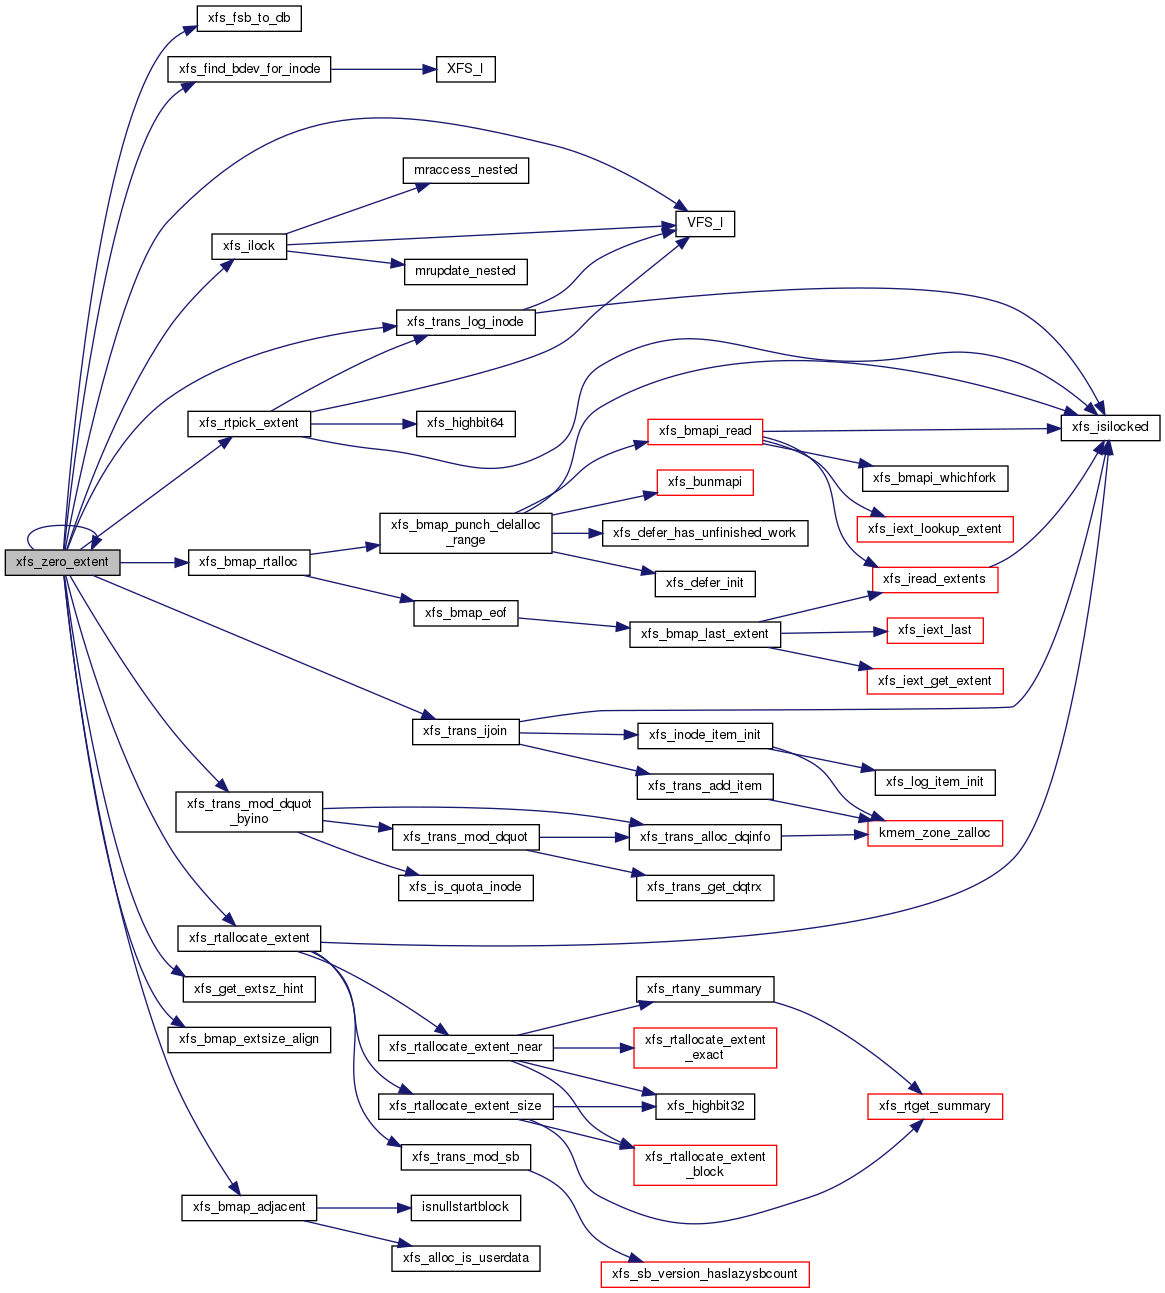 xfs_fsb_to_db
xfs_find_bdev_for_inode
XFS_I
mraccess_nested
VFS_I
xfs_ilock
mrupdate_nested
xfs_trans_log_inode
xfs_rtpick_extent
xfs_highbit64
xfs_bmapi_read
xfs_isilocked
xfs_bmapi_whichfork
xfs_bunmapi
xfs_bmap_punch_delalloc
_range
xfs_defer_has_unfinished_work
xfs_iext_lookup_extent
xfs_zero_extent
xfs_bmap_rtalloc
xfs_defer_init
xfs_iread_extents
xfs_bmap_eof
xfs_bmap_last_extent
xfs_iext_last
xfs_iext_get_extent
xfs_trans_ijoin
xfs_inode_item_init
xfs_log_item_init
xfs_trans_add_item
xfs_trans_mod_dquot
_byino
xfs_trans_mod_dquot
xfs_trans_alloc_dqinfo
kmem_zone_zalloc
xfs_is_quota_inode
xfs_trans_get_dqtrx
xfs_rtallocate_extent
xfs_get_extsz_hint
xfs_rtany_summary
xfs_bmap_extsize_align
xfs_rtallocate_extent_near
xfs_rtallocate_extent
_exact
xfs_rtallocate_extent_size
xfs_highbit32
xfs_rtget_summary
xfs_trans_mod_sb
xfs_rtallocate_extent
_block
xfs_bmap_adjacent
isnullstartblock
xfs_alloc_is_userdata
xfs_sb_version_haslazysbcount